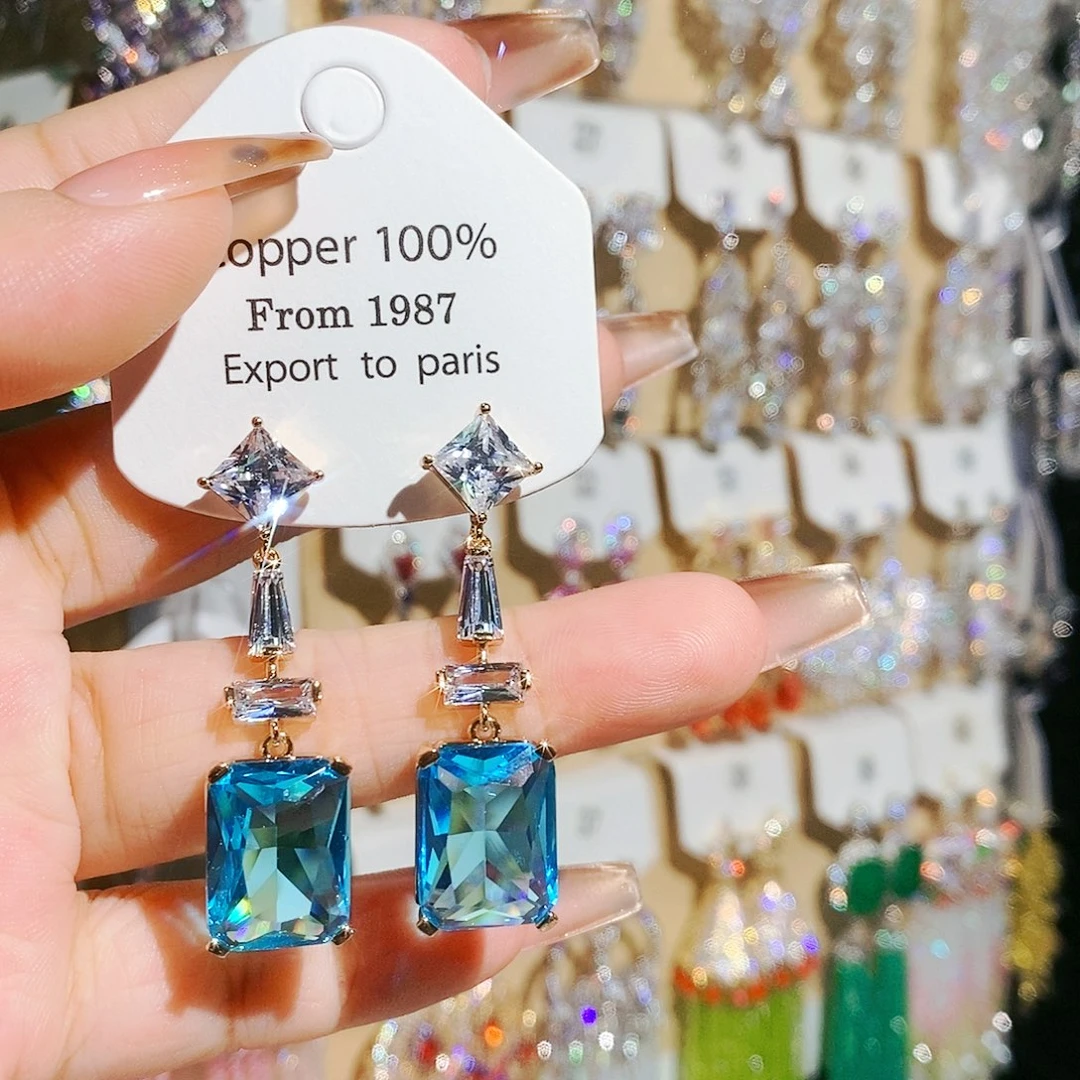 copper 100%
From 1987
Export to paris